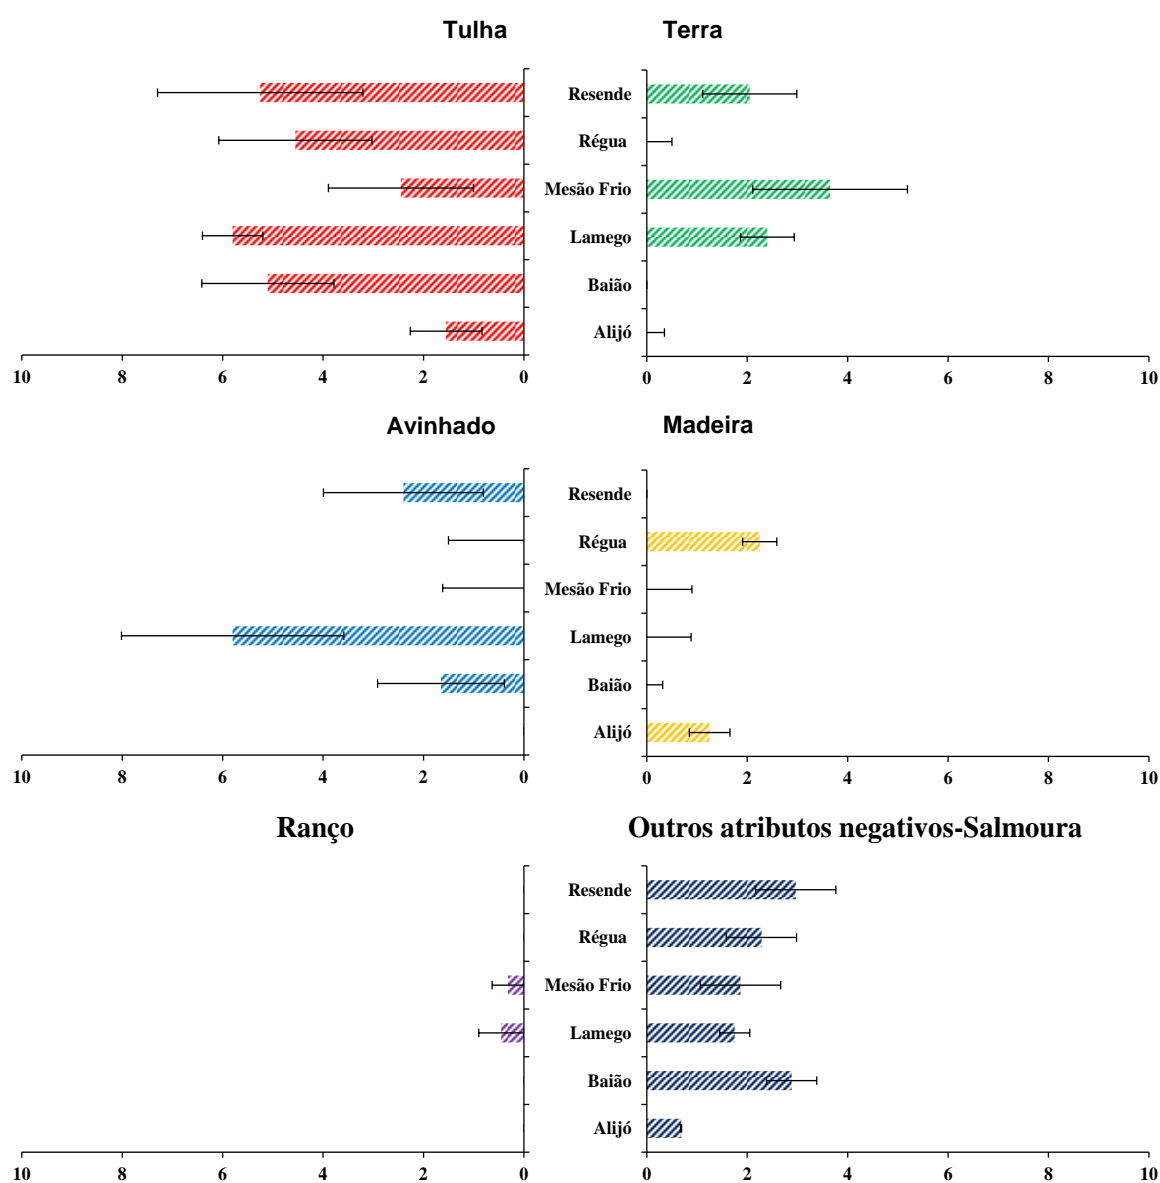 Tulha Terra
Resende
Régua
Mesão Frio
Lamego
Baião
Alijó
10 8 6 4 2 0 0 2 4 6 8 10
Avinhado Madeira
Resende
Régua
Mesão Frio
Lamego
Baião
Alijó
10 8 6 4 2 0 0 2 4 6 8 10
Ranço Outros atributos negativos-Salmoura
Resende
Régua
Mesão Frio
Lamego
Baião
Alijó
10 8 6 4 2 0 0 2 4 6 8 10